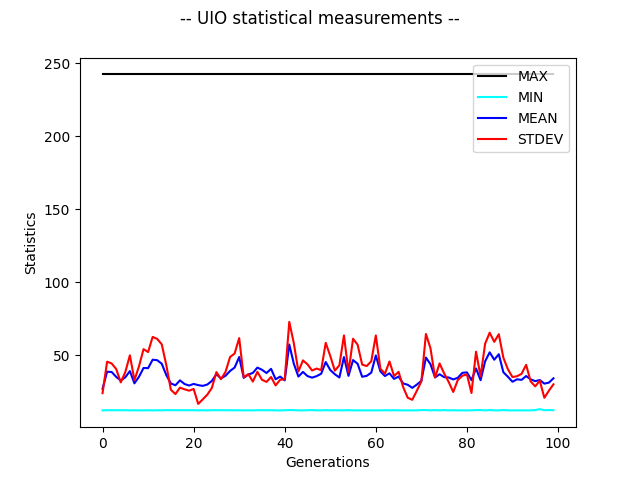 -- UIO statistical measurements --
250
200
150
100
50
Statistics
MAX
MIN
MEAN
STDEV
0 20 40 60 80 100
Generations